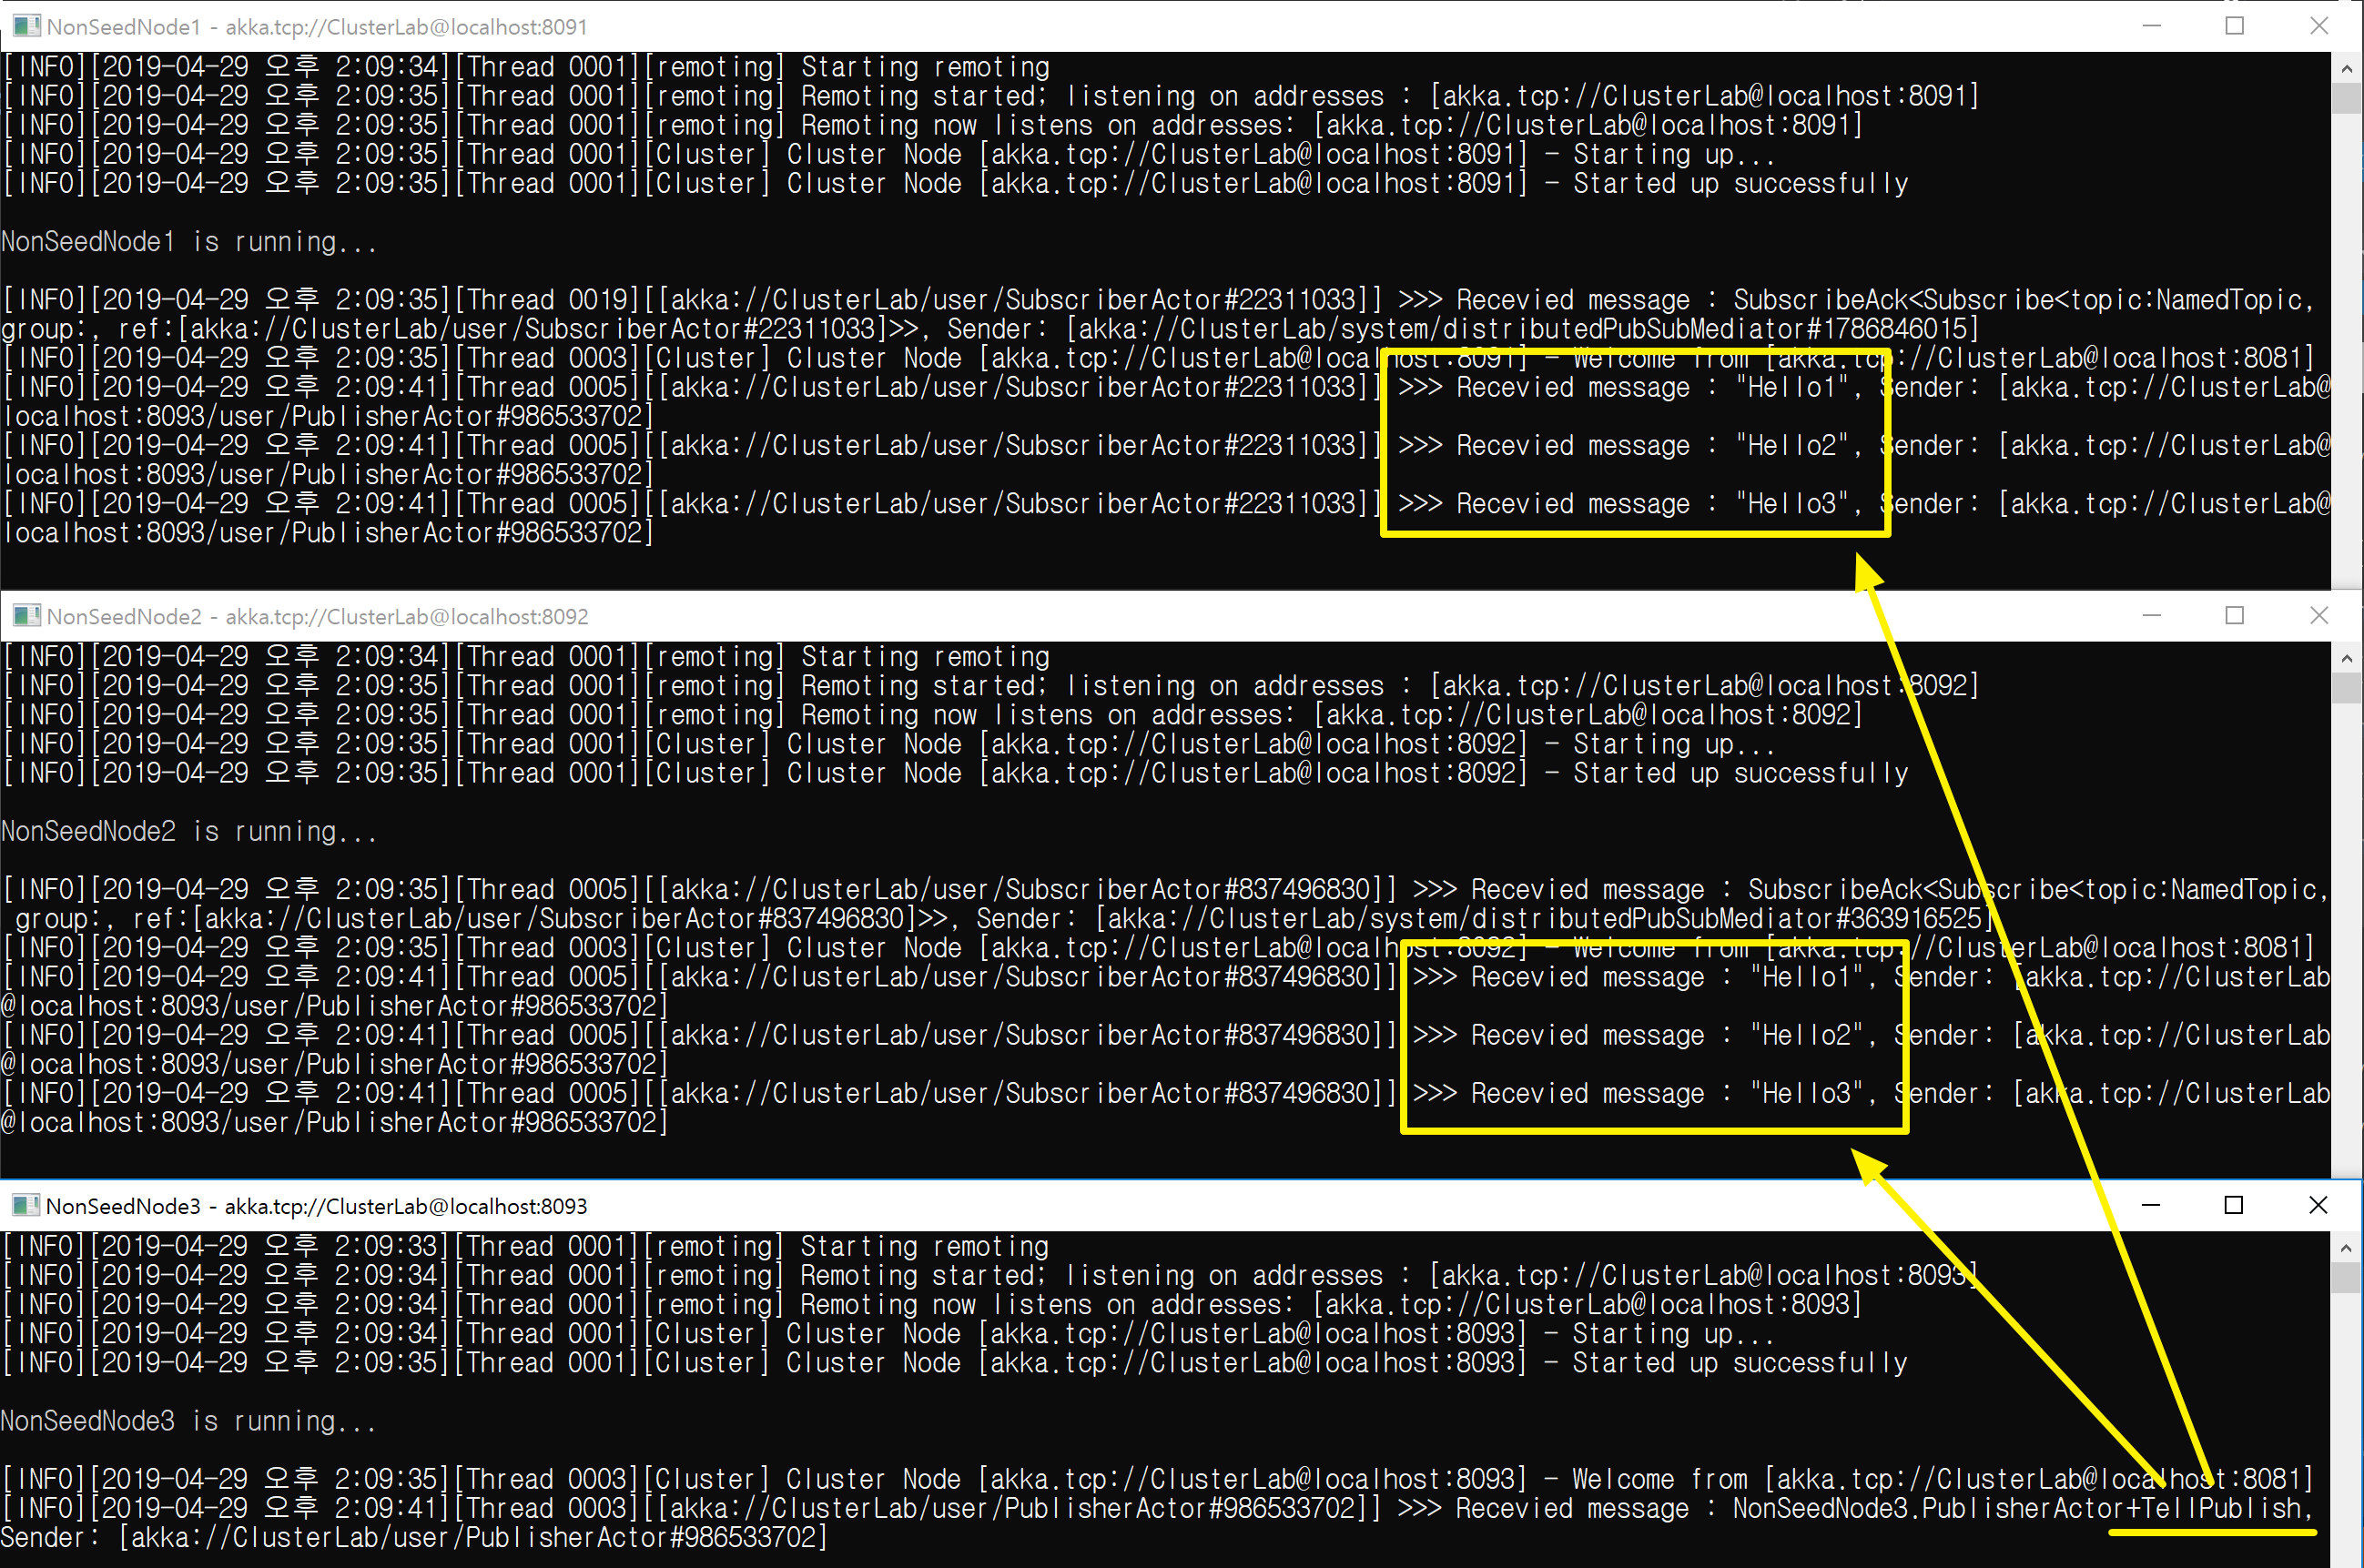 NonSeedNode1 - akka.tcp://ClusterLab@localhost:8091
[INFO][2019-04-29 오후 2:09:34][Thread 0001][remoting] Starting remoting
[INFO][2019-04-29 오후 2:09:35][Thread 0001][remoting] Remoting started; listening on addresses : [akka.tcp://ClusterLab@localhost:8091]
[INFO][2019-04-29 오후 2:09:35][Thread 0001][remoting] Remoting now listens on addresses: [akka.tcp://ClusterLab@localhost:8091]
[INFO][2019-04-29 오후 2:09:35][Thread 0001][Cluster] Cluster Node [akka.tcp://ClusterLab@localhost:8091] - Starting up...
[INFO][2019-04-29 오후 2:09:35][Thread 0001][Cluster] Cluster Node [akka.tcp://ClusterLab@localhost:8091] - Started up successfully
NonSeedNode1 is running...
[INFO][2019-04-29 오후 2:09:35][Thread 0019][[akka://ClusterLab/user/SubscriberActor#22311033]] >>> Recevied message : SubscribeAck<Subscribe<topic:NamedTopic,
group:, ref:[akka://ClusterLab/user/SubscriberActor#22311033]>>, Sender: [akka://ClusterLab/system/distributedPubSubMediator#1786846015]
[INFO][2019-04-29 오후 2:09:35][Thread 0003][Cluster] Cluster Node [akka.tcp://ClusterLab@localhost:8091] - Welcome from [akka.tcp://ClusterLab@localhost:8081]
[INFO][2019-04-29 오후 2:09:41][Thread 0005][[akka://ClusterLab/user/SubscriberActor#22311033]] >>> Recevied message : "Hello1", Sender: [akka.tcp://ClusterLab@
localhost:8093/user/PublisherActor#986533702]
[INFO][2019-04-29 오후 2:09:41][Thread 0005][[akka://ClusterLab/user/SubscriberActor#22311033]] >>> Recevied message : "Hello2", Sender: [akka.tcp://ClusterLab@
localhost:8093/user/PublisherActor#986533702]
[INFO][2019-04-29 오후 2:09:41][Thread 0005][[akka://ClusterLab/user/SubscriberActor#22311033]] >>> Recevied message : "Hello3", Sender: [akka.tcp://ClusterLab@
localhost:8093/user/PublisherActor#986533702]
NonSeedNode2 - akka.tcp://ClusterLab@localhost:8092
[INFO][2019-04-29 오후 2:09:34][Thread 0001][remoting] Starting remoting
[INFO][2019-04-29 오후 2:09:35][Thread 0001][remoting] Remoting started; listening on addresses : [akka.tcp://ClusterLab@localhost:8092]
[INFO][2019-04-29 오후 2:09:35][Thread 0001][remoting] Remoting now listens on addresses: [akka.tcp://ClusterLab@localhost:8092]
[INFO][2019-04-29 오후 2:09:35][Thread 0001][Cluster] Cluster Node [akka.tcp://ClusterLab@localhost:8092] - Starting up...
[INFO][2019-04-29 오후 2:09:35][Thread 0001][Cluster] Cluster Node [akka.tcp://ClusterLab@localhost:8092] - Started up successfully
NonSeedNode2 is running...
[INFO][2019-04-29 오후 2:09:35][Thread 0005][[akka://ClusterLab/user/SubscriberActor#837496830]] >>> Recevied message : SubscribeAck<Subscribe<topic:NamedTopic,
group:, ref:[akka://ClusterLab/user/SubscriberActor#837496830]>>, Sender: [akka://ClusterLab/system/distributedPubSubMediator#363916525]
[INFO][2019-04-29 오후 2:09:35][Thread 0003][Cluster] Cluster Node [akka.tcp://ClusterLab@localhost:8092] - Welcome from [akka.tcp://ClusterLab@localhost:8081]
[INFO][2019-04-29 오후 2:09:41][Thread 0005][[akka://ClusterLab/user/SubscriberActor#837496830]] >>> Recevied message : "Hello1", Sender: [akka.tcp://ClusterLab
@localhost:8093/user/PublisherActor#986533702]
[INFO][2019-04-29 오후 2:09:41][Thread 0005][[akka://ClusterLab/user/SubscriberActor#837496830]] >>> Recevied message : "Hello2", Sender: [akka.tcp://ClusterLab
@localhost:8093/user/PublisherActor#986533702]
[INFO][2019-04-29 오후 2:09:41][Thread 0005][[akka://ClusterLab/user/SubscriberActor#837496830]] >>> Recevied message : "Hello3", Sender: [akka.tcp://ClusterLab
@localhost:8093/user/PublisherActor#986533702]
NonSeedNode3 - akka.tcp://ClusterLab@localhost:8093
[INFO][2019-04-29 오후 2:09:33][Thread 0001][remoting] Starting remoting
[INFO][2019-04-29 오후 2:09:34][Thread 0001][remoting] Remoting started; listening on addresses : [akka.tcp://ClusterLab@localhost:8093]
[INFO][2019-04-29 오후 2:09:34][Thread 0001][remoting] Remoting now listens on addresses: [akka.tcp://ClusterLab@localhost:8093]
[INFO][2019-04-29 오후 2:09:34][Thread 0001][Cluster] Cluster Node [akka.tcp://ClusterLab@localhost:8093] - Starting up...
[INFO][2019-04-29 오후 2:09:35][Thread 0001][Cluster] Cluster Node [akka.tcp://ClusterLab@localhost:8093] - Started up successfully
NonSeedNode3 is running...
[INFO][2019-04-29 오후 2:09:35][Thread 0003][Cluster] Cluster Node [akka.tcp://ClusterLab@localhost:8093] - Welcome from [akka.tcp://ClusterLab@localhost:8081]
[INFO][2019-04-29 오후 2:09:41][Thread 0003][[akka://ClusterLab/user/PublisherActor#986533702]] >>> Recevied message : NonSeedNode3.PublisherActor+TellPublish,
Sender: [akka://ClusterLab/user/PublisherActor#986533702]